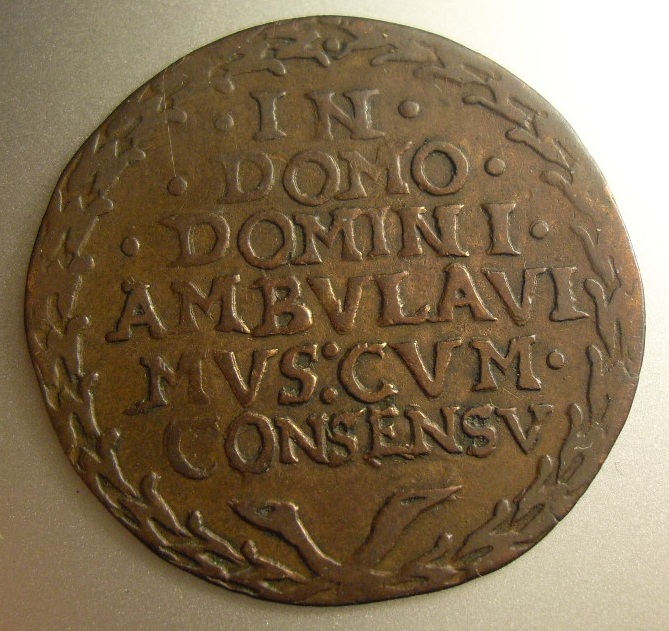 · IN ·
· DOMO ·
· DOMINI ·
AMBVLAVI
MVS: CVM ·
CONSENSV